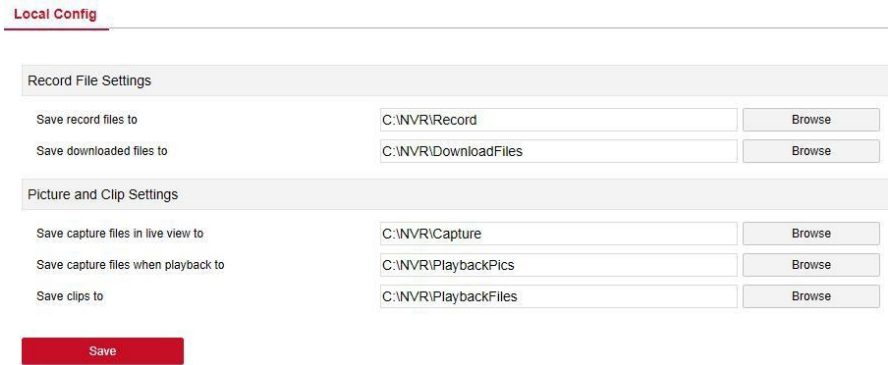 Local Config
Record File Settings
Save record files to C:\NVR\Record Browse
Save downloaded files to C:\NVR\DownloadFiles Browse
Picture and Clip Settings
Save capture files in live view to C:\NVR\Capture Browse
Save capture files when playback to C:\NVR\PlaybackPics Browse
Save clips to C:\NVR\PlaybackFiles Browse
Save